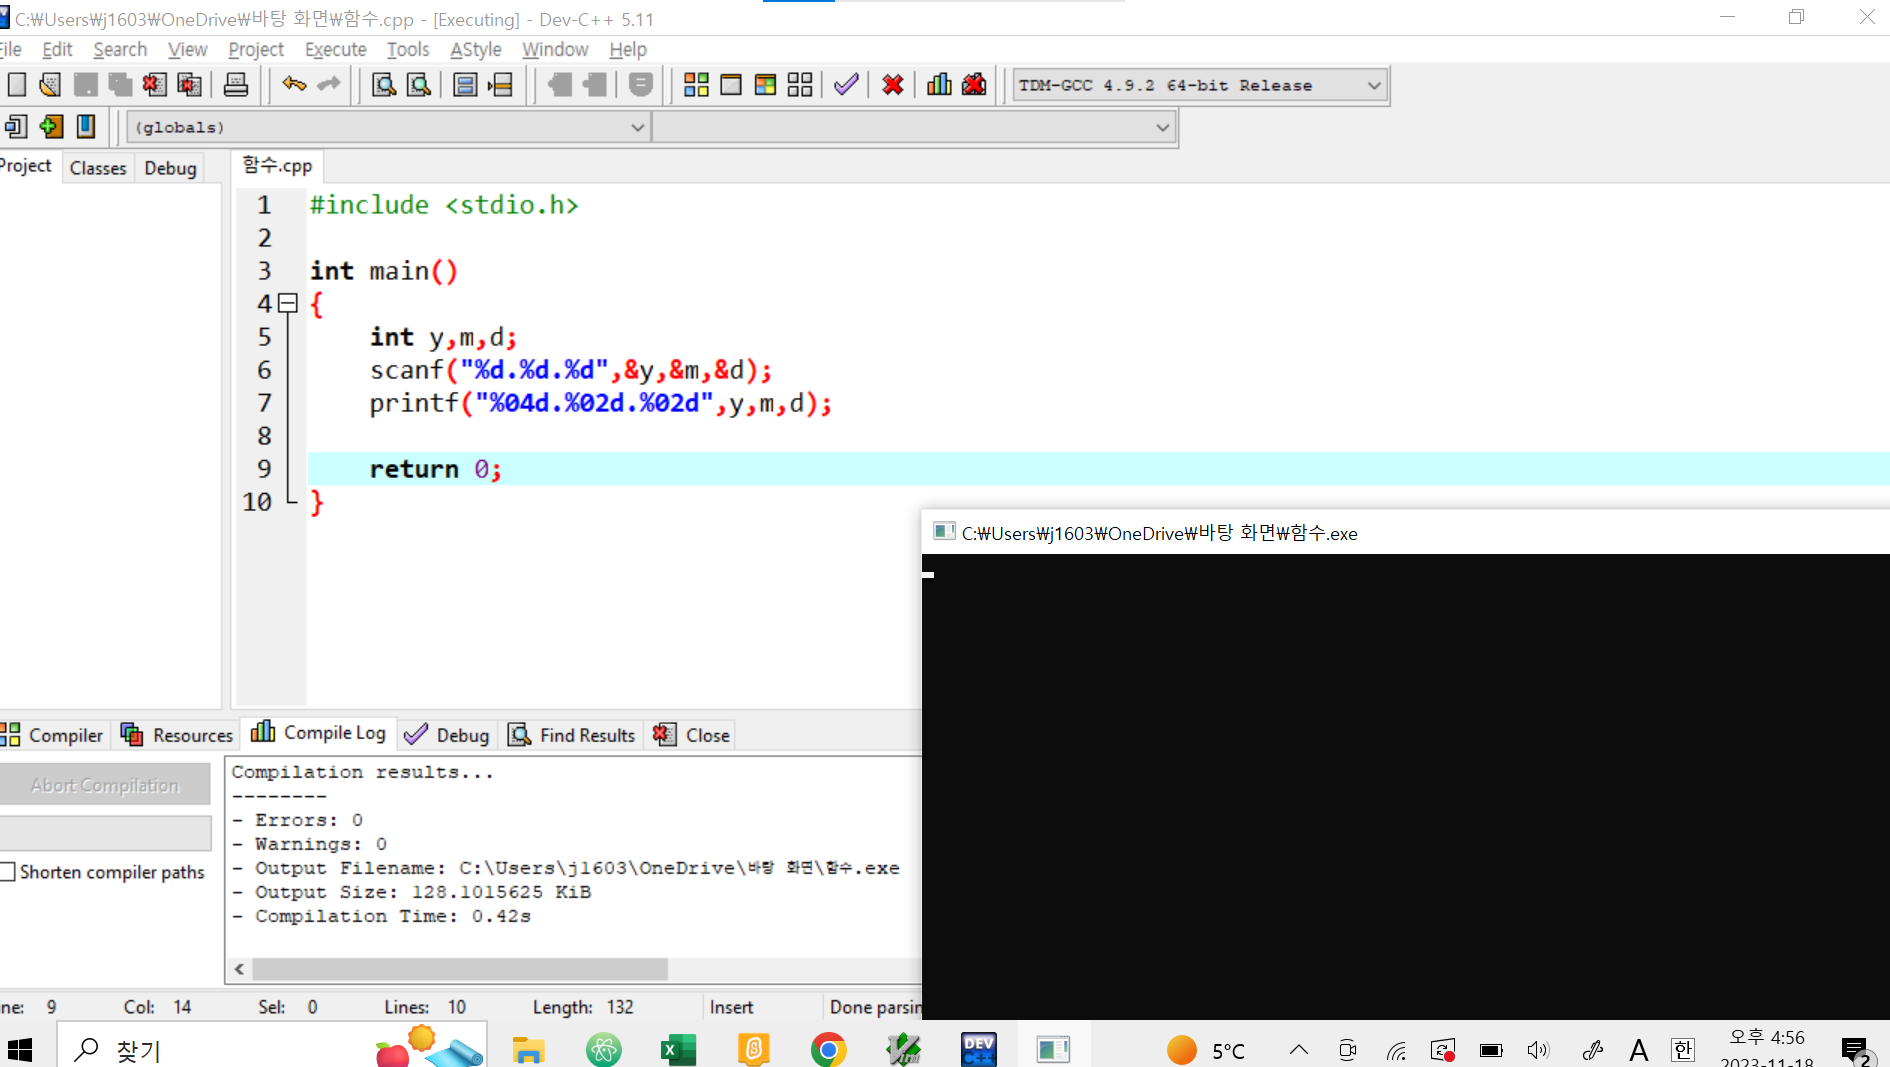 C:₩Users₩j1603₩OneDrive₩바탕 화면₩함수.cpp - [Executing] - Dev-C++ 5.11
File Edit Search View Project Execute Tools AStyle Window Help
TDM-GCC 4.9.2 64-bit Release
(globals)
Project Classes Debug
함수.cpp
1 #include <stdio.h>
2
3 int main()
4 {
5 int y,m,d;
6 scanf("%d.%d.%d",&y,&m,&d);
7 printf("%04d.%02d.%02d",y,m,d);
8
9 return 0;
10 }
C:₩Users₩j1603₩OneDrive₩바탕 화면₩함수.exe
Compiler Resources Compile Log Debug Find Results Close
Abort Compilation
Shorten compiler paths
Compilation results...
--------
- Errors: 0
- Warnings: 0
- Output Filename: C:\Users\j1603\OneDrive\바탕 화면\함수.exe
- Output Size: 128.1015625 KiB
- Compilation Time: 0.42s
ine: 9 Col: 14 Sel: 0 Lines: 10 Length: 132 Insert Done parsin
찾기
DEV C++
5°C
A 한
오후 4:56
2023-11-18
2